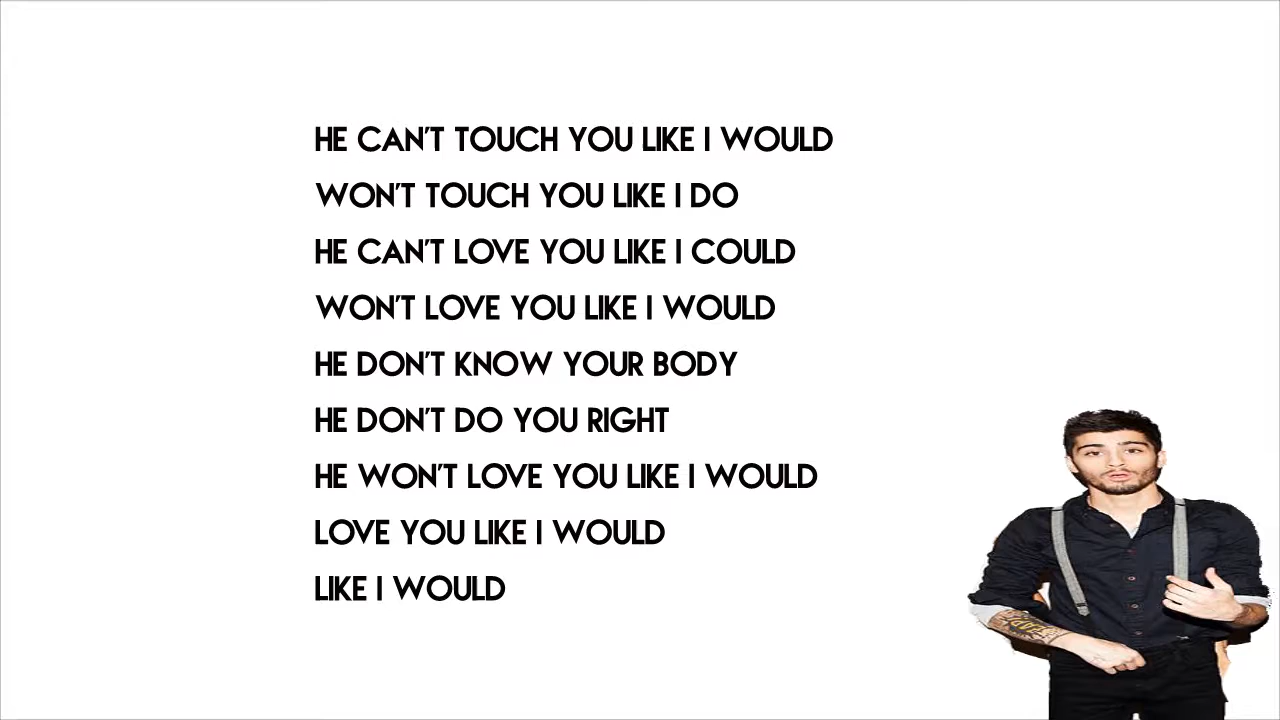 HE CAN'T TOUCH YOU LIKE I WOULD
WON'T TOUCH YOU LIKE I DO
HE CAN'T LOVE YOU LIKE I COULD
WON'T LOVE YOU LIKE I WOULD
HE DON'T KNOW YOUR BODY
HE DON'T DO YOU RIGHT
HE WON'T LOVE YOU LIKE I WOULD
LOVE YOU LIKE I WOULD
LIKE I WOULD